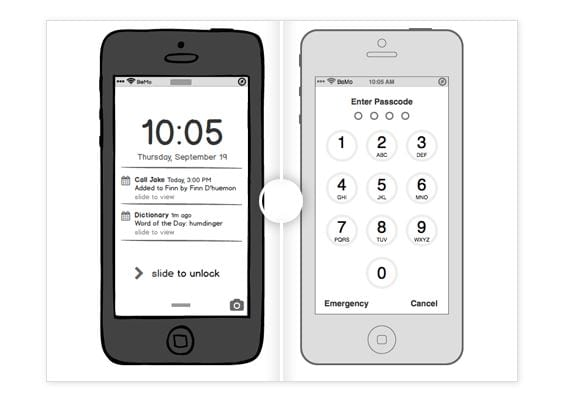 BeMo
10:05
Thursday, September 19
Call Jake Today, 3:00 PM
Added to Finn by Finn D'huemon
slide to view
Dictionary 1m ago
Word of the Day: humdinger
slide to view
slide to unlock
BeMo 10:05 AM
Enter Passcode
1 2 ABC 3 DEF
4 GHI 5 JKL 6 MNO
7 PQRS 8 TUV 9 WXYZ
0
Emergency Cancel